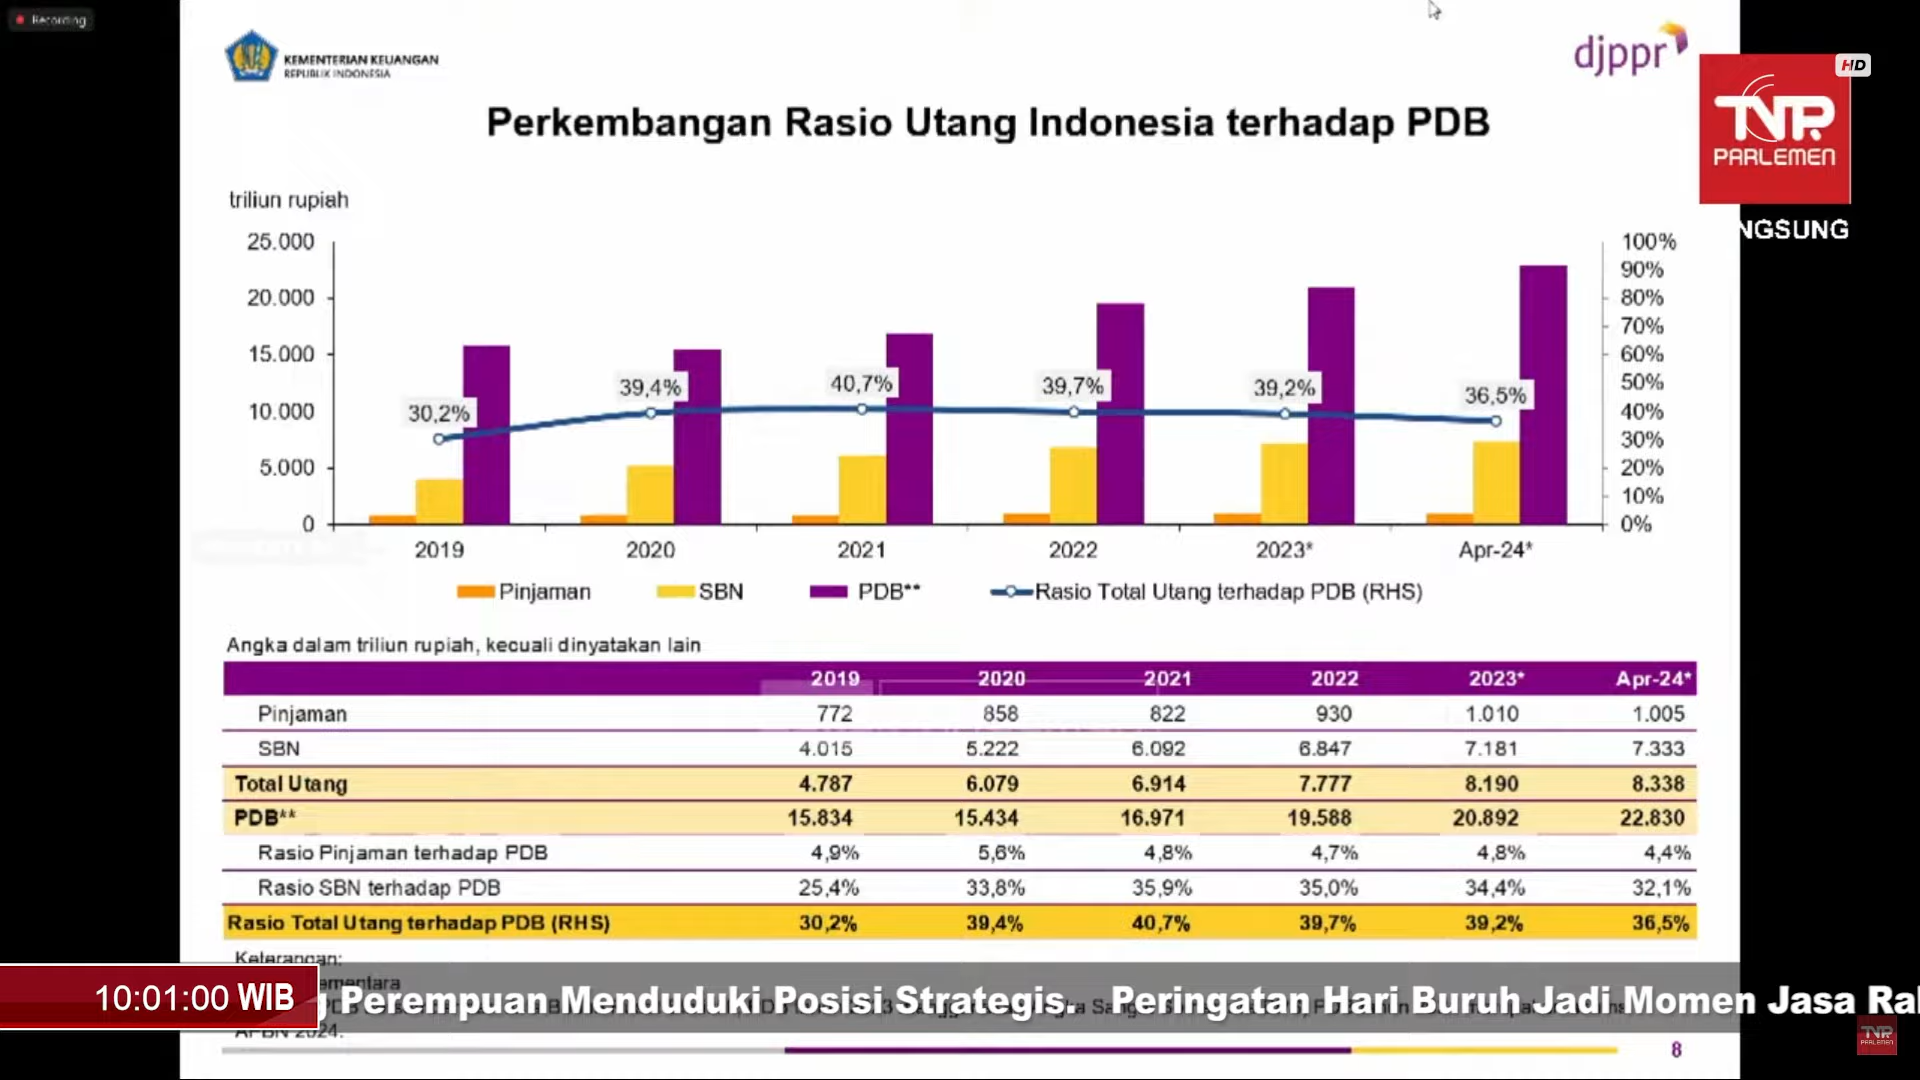 Recording
KEMENTERIAN KEUANGAN
REPUBLIK INDONESIA
djppr
HD
TVR
PARLEMEN
NGSUNG
Perkembangan Rasio Utang Indonesia terhadap PDB
triliun rupiah
25.000
20.000
15.000
10.000
5.000
0
100%
90%
80%
70%
60%
50%
40%
30%
20%
10%
0%
30,2% 39,4% 40,7% 39,7% 39,2% 36,5%
2019 2020 2021 2022 2023* Apr-24*
Pinjaman SBN PDB** Rasio Total Utang terhadap PDB (RHS)
Angka dalam triliun rupiah, kecuali dinyatakan lain
2019 2020 2021 2022 2023* Apr-24*
Pinjaman 772 858 822 930 1.010 1.005
SBN 4.015 5.222 6.092 6.847 7.181 7.333
Total Utang 4.787 6.079 6.914 7.777 8.190 8.338
PDB** 15.834 15.434 16.971 19.588 20.892 22.830
Rasio Pinjaman terhadap PDB 4,9% 5,6% 4,8% 4,7% 4,8% 4,4%
Rasio SBN terhadap PDB 25,4% 33,8% 35,9% 35,0% 34,4% 32,1%
Rasio Total Utang terhadap PDB (RHS) 30,2% 39,4% 40,7% 39,7% 39,2% 36,5%
Keterangan:
10:01:00 WIB
Perempuan Menduduki Posisi Strategis. Peringatan Hari Buruh Jadi Momen Jasa Ra
APBN 2024.
TVR
PARLEMEN
8